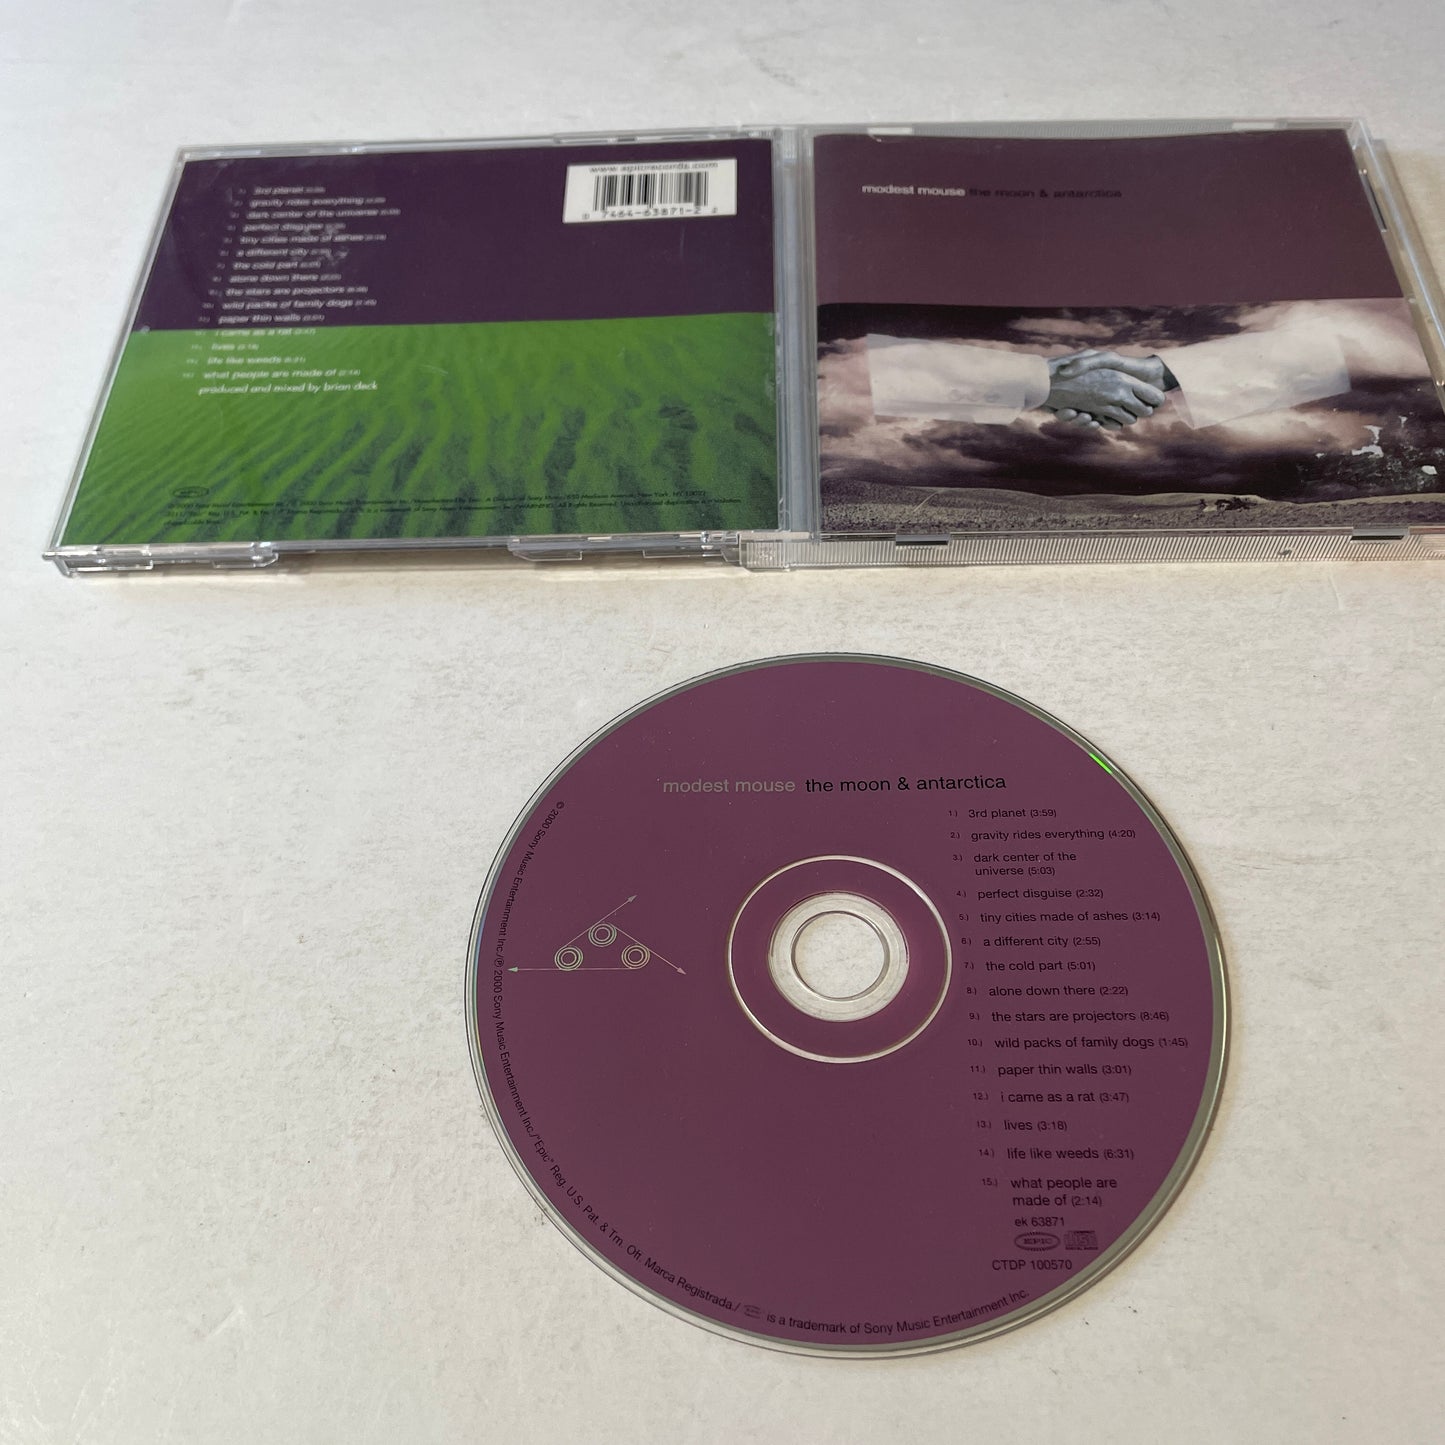 www.epicrecords.com
0 7464-63871-2 2
3rd planet
gravity rides everything
dark center of the universe
perfect disguise
tiny cities made of ashes
a different city
the cold part
alone down there
the stars are projectors
wild packs of family dogs
paper thin walls
i came as a rat
lives
life like weeds (6:31)
what people are made of (2:14)
produced and mixed by brian deck
EPIC
modest mouse the moon & antarctica
modest mouse the moon & antarctica
1.) 3rd planet (3:59)
2.) gravity rides everything (4:20)
3.) dark center of the
universe (5:03)
4.) perfect disguise (2:32)
5.) tiny cities made of ashes (3:14)
6.) a different city (2:55)
7.) the cold part (5:01)
8.) alone down there (2:22)
9.) the stars are projectors (8:46)
10.) wild packs of family dogs (1:45)
11.) paper thin walls (3:01)
12.) i came as a rat (3:47)
13.) lives (3:18)
14.) life like weeds (6:31)
15.) what people are
made of (2:14)
ek 63871
EPIC
CTDP 100570
© 2000 Sony Music Entertainment Inc./℗ 2000 Sony Music Entertainment Inc./"Epic" Reg. U.S. Pat. & Tm. Off. Marca Registrada./ is a trademark of Sony Music Entertainment Inc.